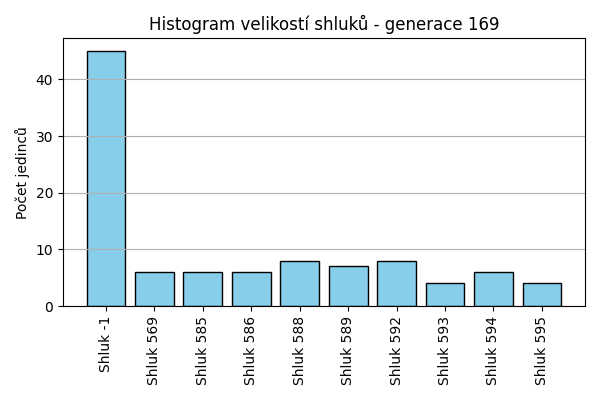 Histogram velikostí shluků - generace 169
Počet jedinců
40
30
20
10
0
Shluk -1
Shluk 569
Shluk 585
Shluk 586
Shluk 588
Shluk 589
Shluk 592
Shluk 593
Shluk 594
Shluk 595